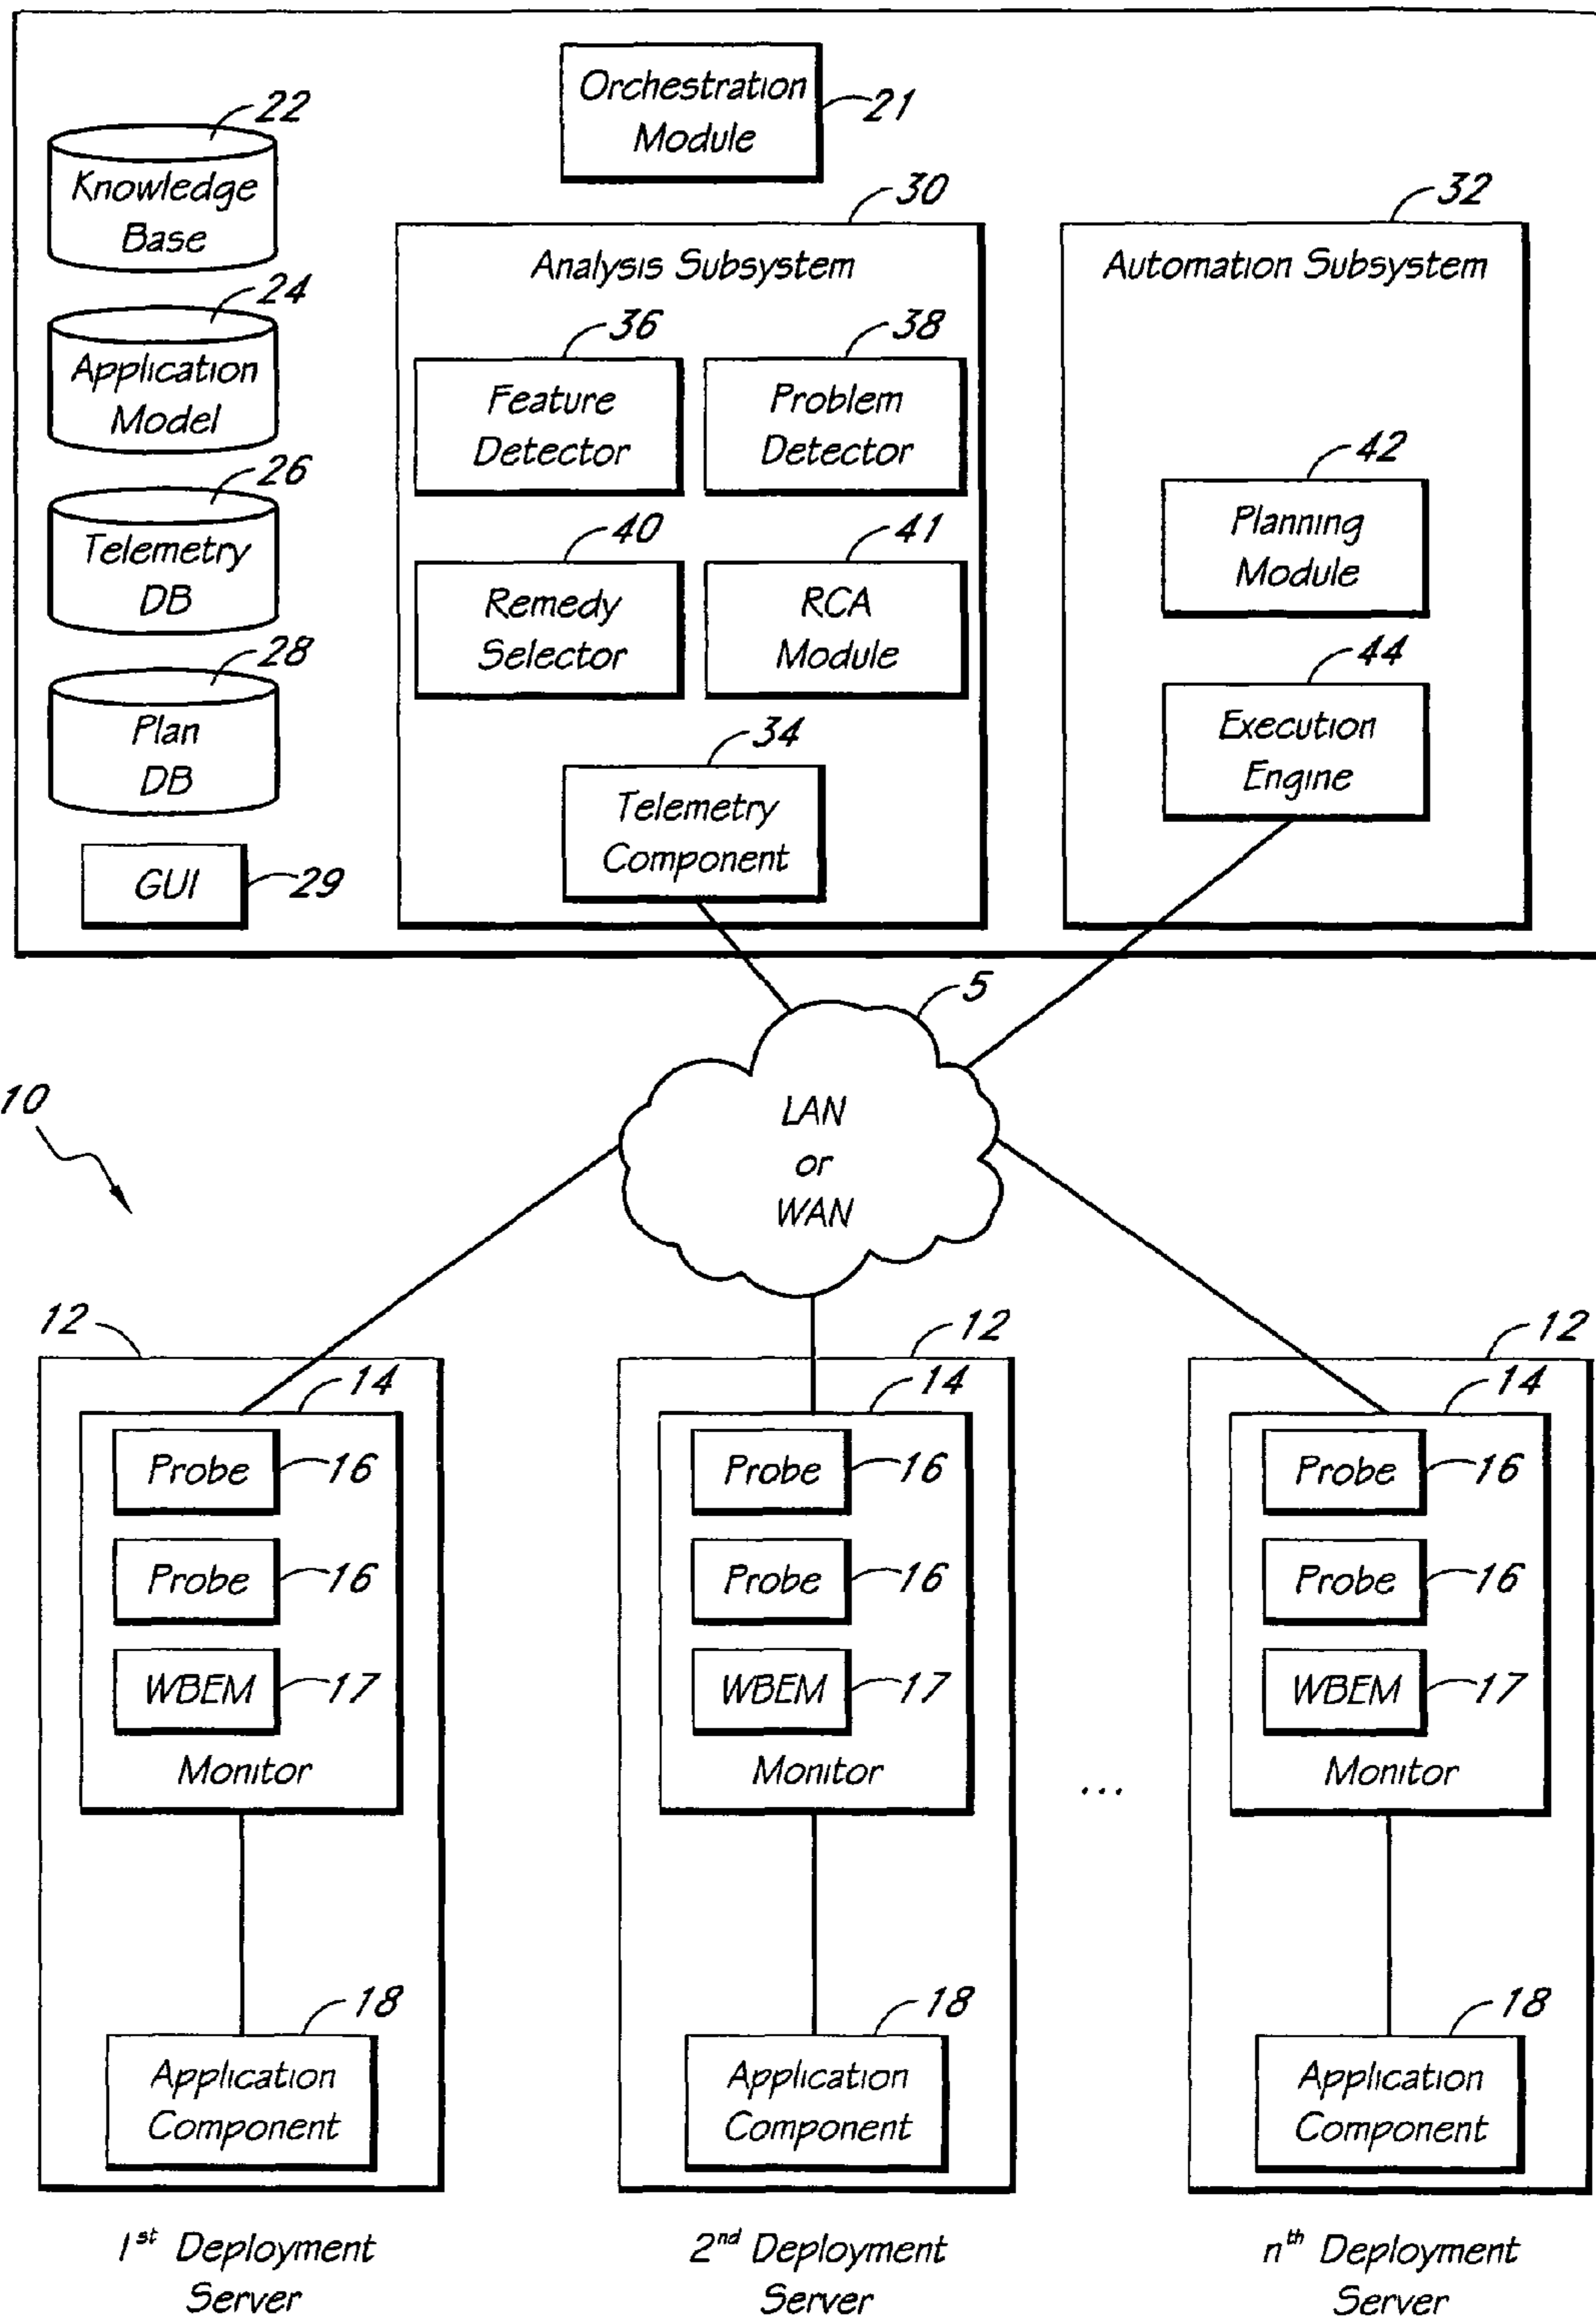 Orchestration
Module
21
22
Knowledge
Base
24
Application
Model
26
Telemetry
DB
28
Plan
DB
GUI
29
30
Analysis Subsystem
36
Feature
Detector
38
Problem
Detector
40
Remedy
Selector
41
RCA
Module
34
Telemetry
Component
32
Automation Subsystem
42
Planning
Module
44
Execution
Engine
5
LAN
or
WAN
10
12
14
Probe
16
Probe
16
WBEM
17
Monitor
18
Application
Component
1st Deployment
Server
12
14
Probe
16
Probe
16
WBEM
17
Monitor
18
Application
Component
2nd Deployment
Server
...
12
14
Probe
16
Probe
16
WBEM
17
Monitor
18
Application
Component
nth Deployment
Server